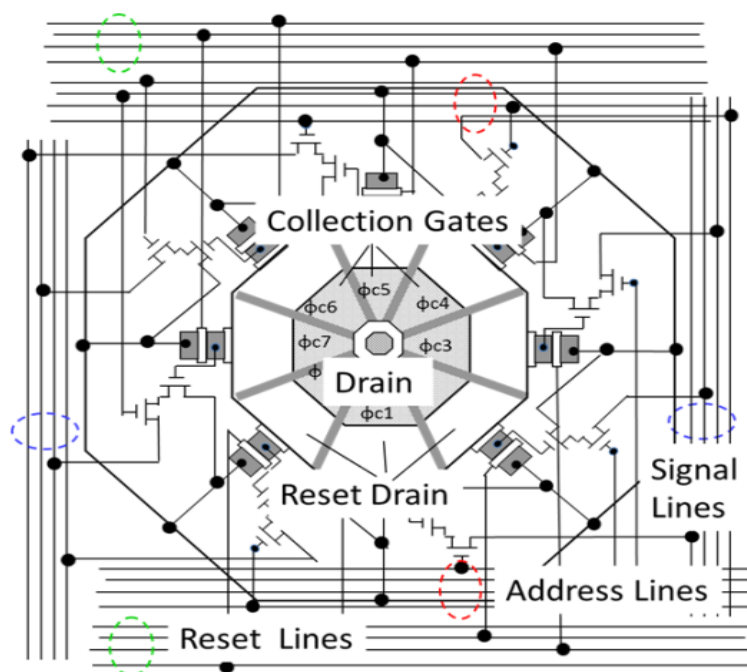 Collection Gates
φc5
φc6
φc4
φc7
φc3
Drain
φc1
Reset Drain
Signal
Lines
Address Lines
Reset Lines